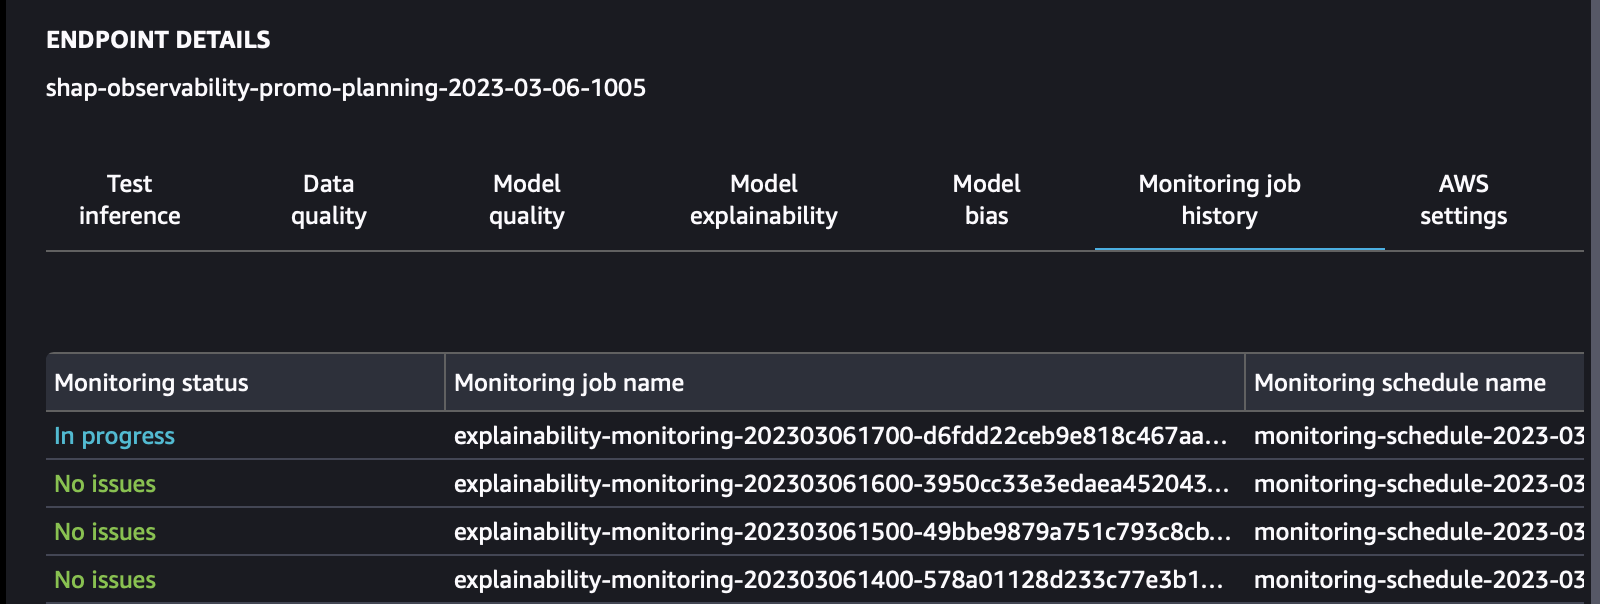 ENDPOINT DETAILS
shap-observability-promo-planning-2023-03-06-1005
Test inference
Data quality
Model quality
Model explainability
Model bias
Monitoring job history
AWS settings
Monitoring status Monitoring job name Monitoring schedule name
In progress explainability-monitoring-202303061700-d6fdd22ceb9e818c467aa... monitoring-schedule-2023-03
No issues explainability-monitoring-202303061600-3950cc33e3edaea452043... monitoring-schedule-2023-03
No issues explainability-monitoring-202303061500-49bbe9879a751c793c8cb... monitoring-schedule-2023-03
No issues explainability-monitoring-202303061400-578a01128d233c77e3b1... monitoring-schedule-2023-03